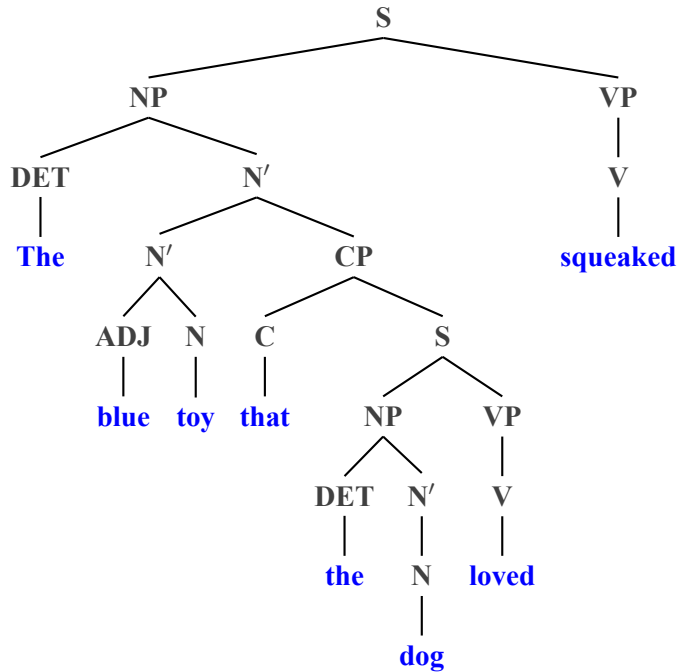 S
NP VP
DET N′ V
The N′ CP squeaked
ADJ N C S
blue toy that NP VP
DET N′ V
the N loved
dog